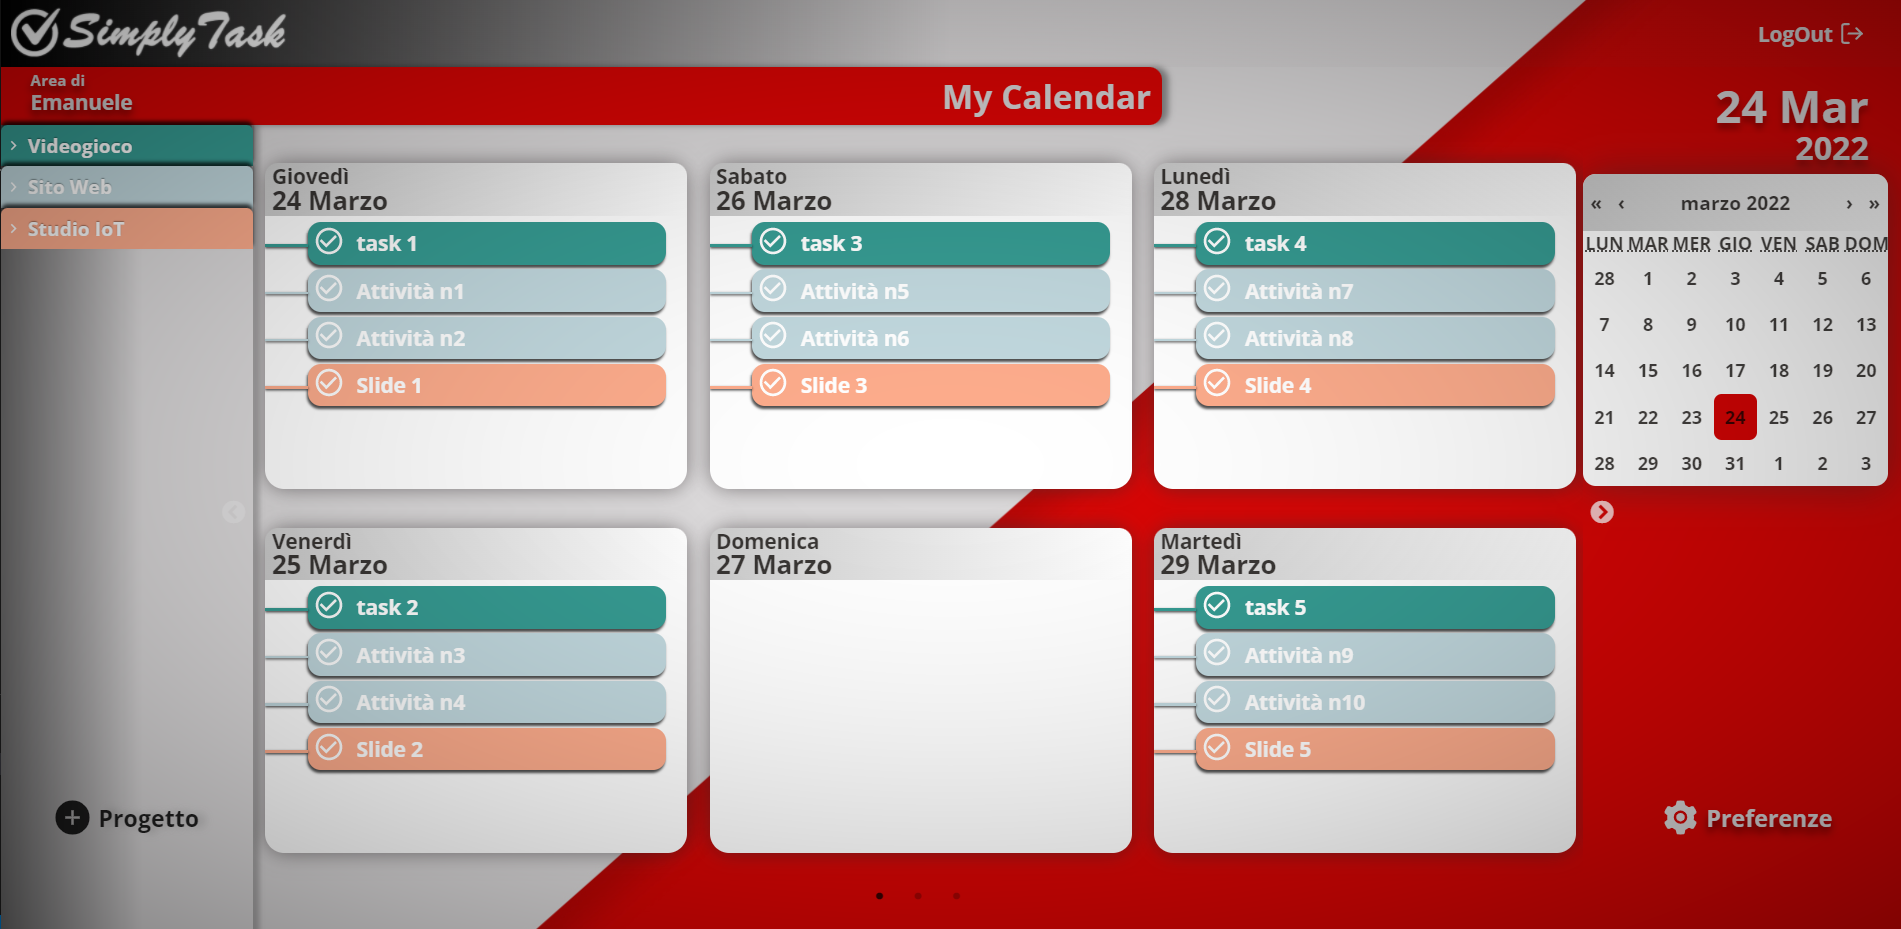 SimplyTask
LogOut
Area di
Emanuele
My Calendar
24 Mar
2022
Videogioco
Sito Web
Studio IoT
Giovedì
24 Marzo
task 1
Attività n1
Attività n2
Slide 1
Sabato
26 Marzo
task 3
Attività n5
Attività n6
Slide 3
Lunedì
28 Marzo
task 4
Attività n7
Attività n8
Slide 4
« ‹ marzo 2022 › »
LUN MAR MER GIO VEN SAB DOM
28 1 2 3 4 5 6
7 8 9 10 11 12 13
14 15 16 17 18 19 20
21 22 23 24 25 26 27
28 29 30 31 1 2 3
Venerdì
25 Marzo
task 2
Attività n3
Attività n4
Slide 2
Domenica
27 Marzo
Martedì
29 Marzo
task 5
Attività n9
Attività n10
Slide 5
Progetto
Preferenze